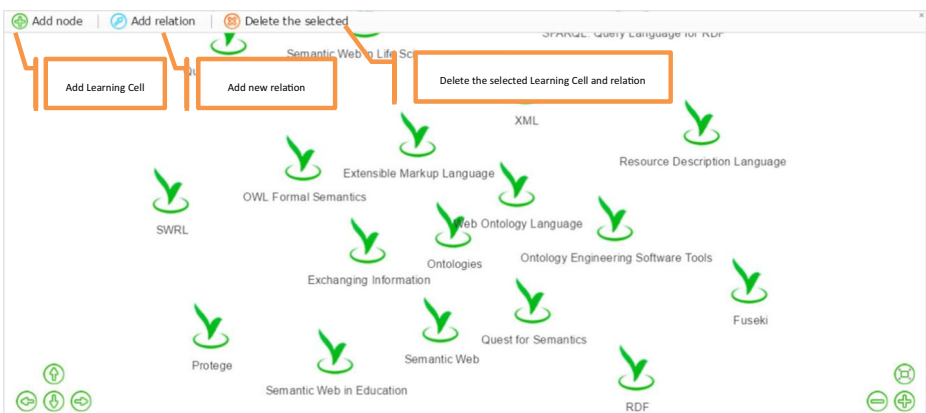 Add node
Add relation
Delete the selected
SPARQL: Query Language for RDF
Semantic Web in Life Sc
Qu
Add Learning Cell
Add new relation
Delete the selected Learning Cell and relation
XML
Resource Description Language
Extensible Markup Language
OWL Formal Semantics
SWRL
Web Ontology Language
Ontologies
Ontology Engineering Software Tools
Exchanging Information
Fuseki
Quest for Semantics
Semantic Web
Protege
Semantic Web in Education
RDF